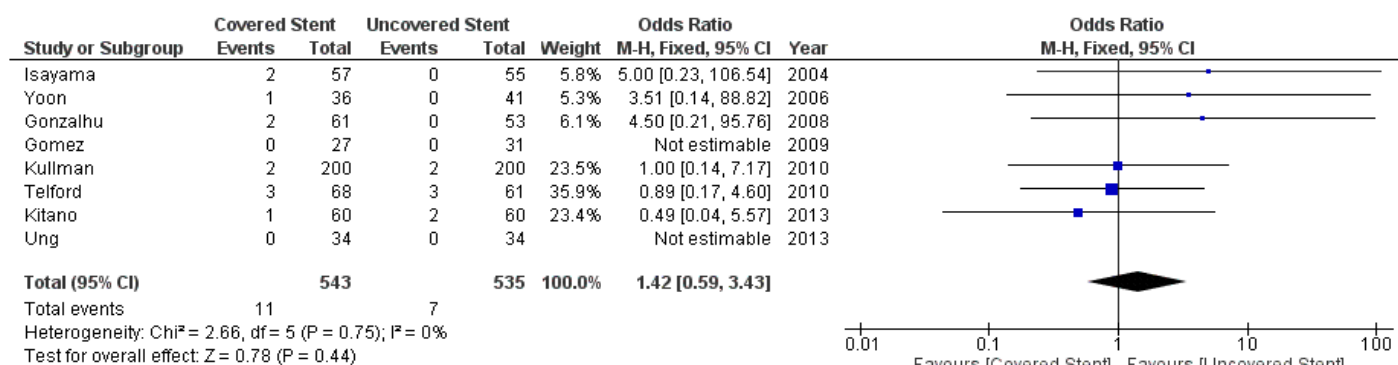 Covered Stent Uncovered Stent Odds Ratio Odds Ratio
Study or Subgroup Events Total Events Total Weight M-H, Fixed, 95% CI Year M-H, Fixed, 95% CI
Isayama 2 57 0 55 5.8% 5.00 [0.23, 106.54] 2004
Yoon 1 36 0 41 5.3% 3.51 [0.14, 88.82] 2006
Gonzalhu 2 61 0 53 6.1% 4.50 [0.21, 95.76] 2008
Gomez 0 27 0 31 Not estimable 2009
Kullman 2 200 2 200 23.5% 1.00 [0.14, 7.17] 2010
Telford 3 68 3 61 35.9% 0.89 [0.17, 4.60] 2010
Kitano 1 60 2 60 23.4% 0.49 [0.04, 5.57] 2013
Ung 0 34 0 34 Not estimable 2013
Total (95% CI) 543 535 100.0% 1.42 [0.59, 3.43]
Total events 11 7
Heterogeneity: Chi² = 2.66, df = 5 (P = 0.75); I² = 0%
Test for overall effect: Z = 0.78 (P = 0.44)
0.01 0.1 1 10 100
Favours [Covered Stent] Favours [Uncovered Stent]